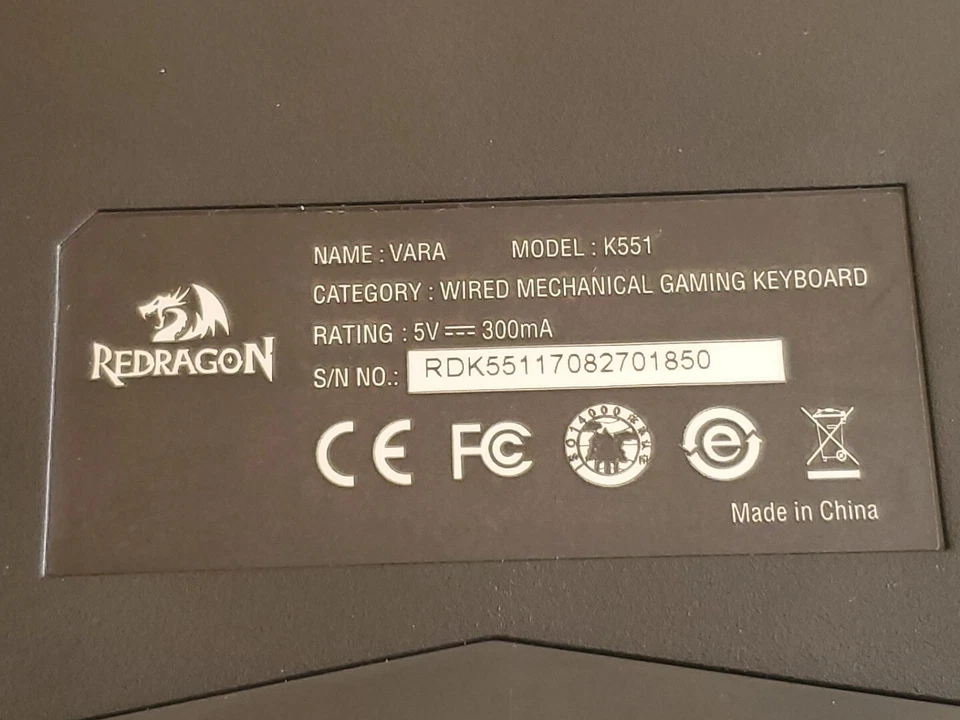 NAME : VARA MODEL : K551
CATEGORY : WIRED MECHANICAL GAMING KEYBOARD
REDRAGON
RATING : 5V 300mA
S/N NO.: RDK55117082701850
CE FC e
Made in China